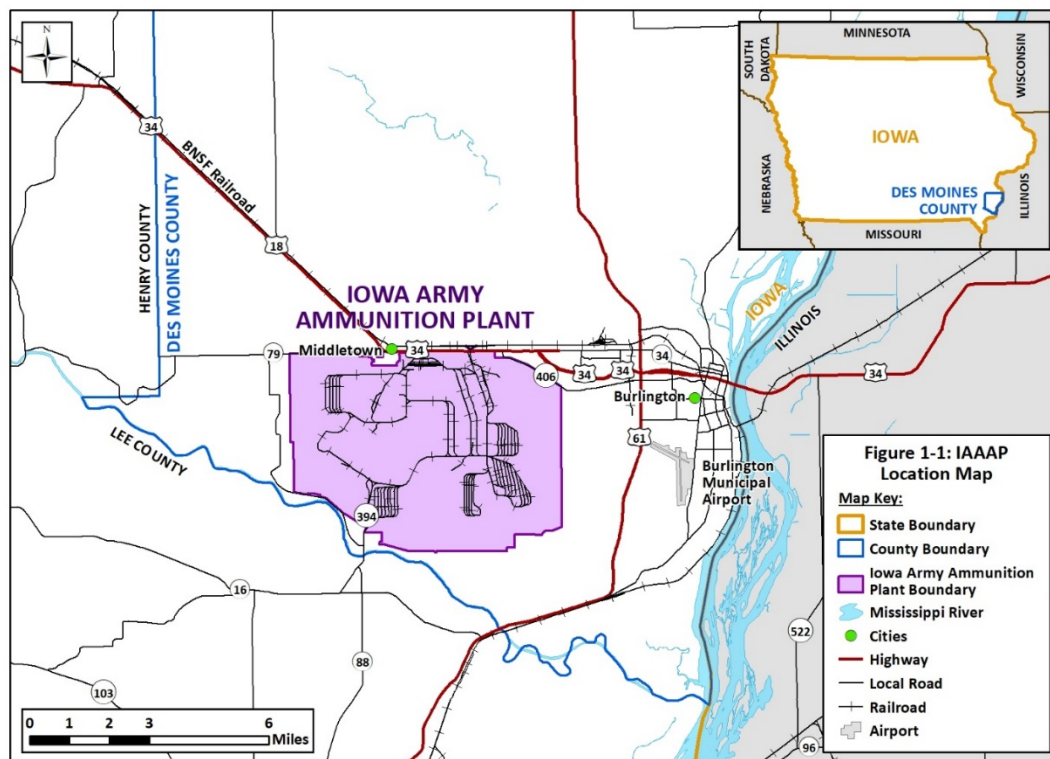 N
34
BNSF Railroad
HENRY COUNTY
DES MOINES COUNTY
18
IOWA ARMY
AMMUNITION PLANT
Middletown
34
79
406
34
34
34
34
Burlington
61
Burlington
Municipal
Airport
LEE COUNTY
394
16
88
103
522
96
IOWA
ILLINOIS
MINNESOTA
SOUTH
DAKOTA
WISCONSIN
IOWA
NEBRASKA
DES MOINES
COUNTY
ILLINOIS
MISSOURI
Figure 1-1: IAAAP
Location Map
Map Key:
State Boundary
County Boundary
Iowa Army Ammunition
Plant Boundary
Mississippi River
Cities
Highway
Local Road
Railroad
Airport
0 1 2 3 6
Miles